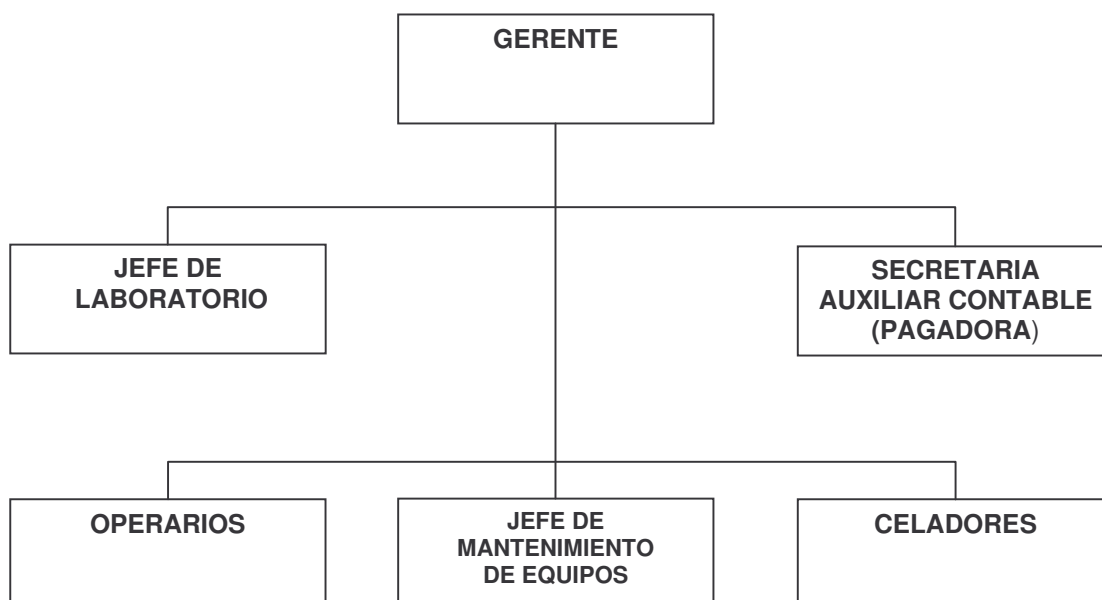 GERENTE
JEFE DE
LABORATORIO
SECRETARIA
AUXILIAR CONTABLE
(PAGADORA)
OPERARIOS
JEFE DE
MANTENIMIENTO
DE EQUIPOS
CELADORES